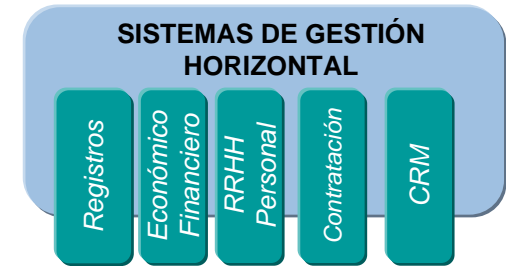 SISTEMAS DE GESTIÓN
HORIZONTAL
Registros
Económico
Financiero
RRHH
Personal
Contratación
CRM